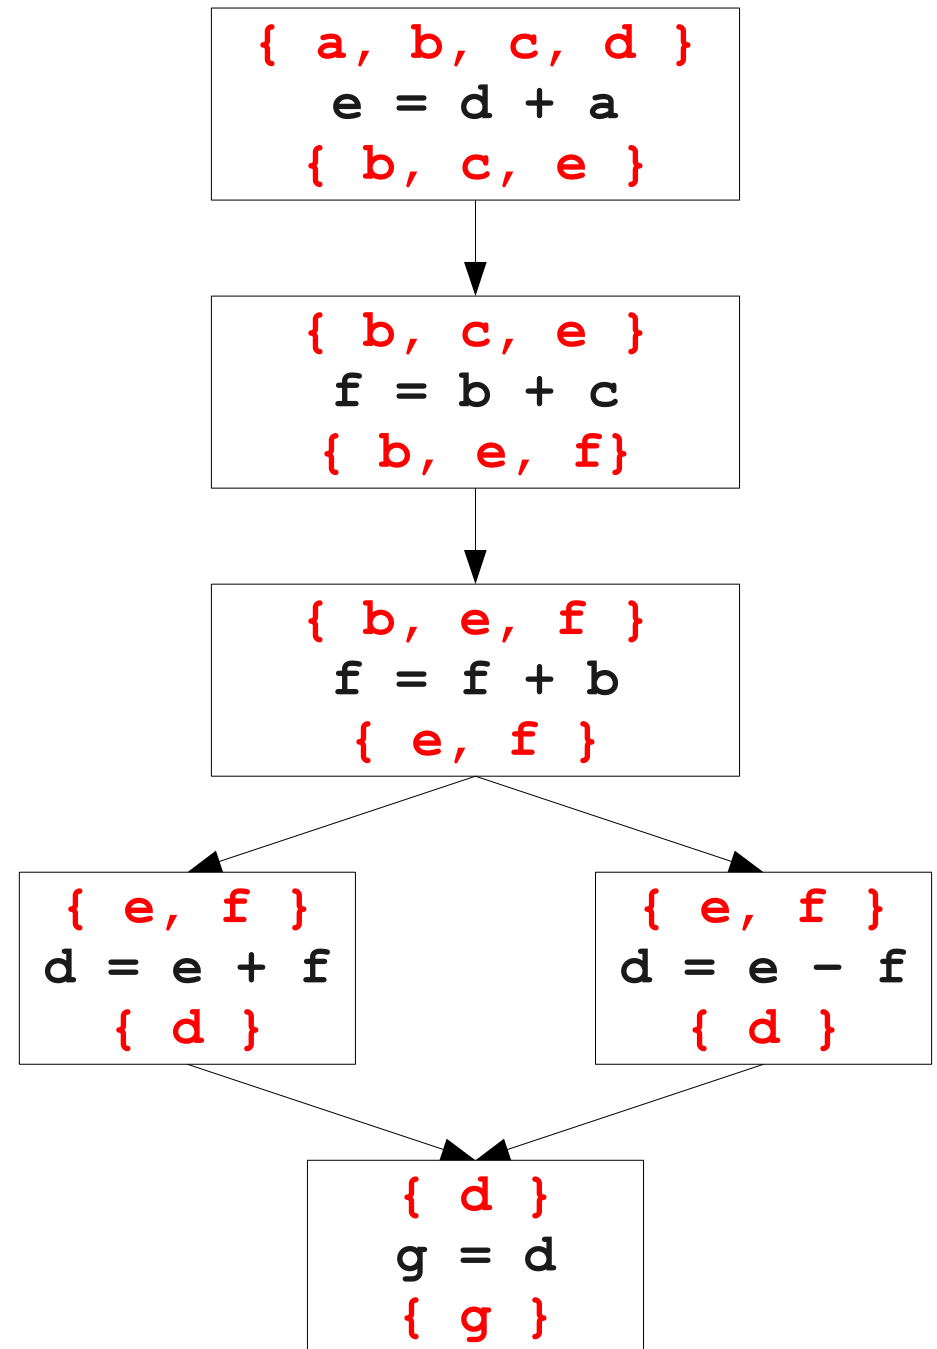 { a, b, c, d }
e = d + a
{ b, c, e }
{ b, c, e }
f = b + c
{ b, e, f}
{ b, e, f }
f = f + b
{ e, f }
{ e, f }
d = e + f
{ d }
{ e, f }
d = e - f
{ d }
{ d }
g = d
{ g }